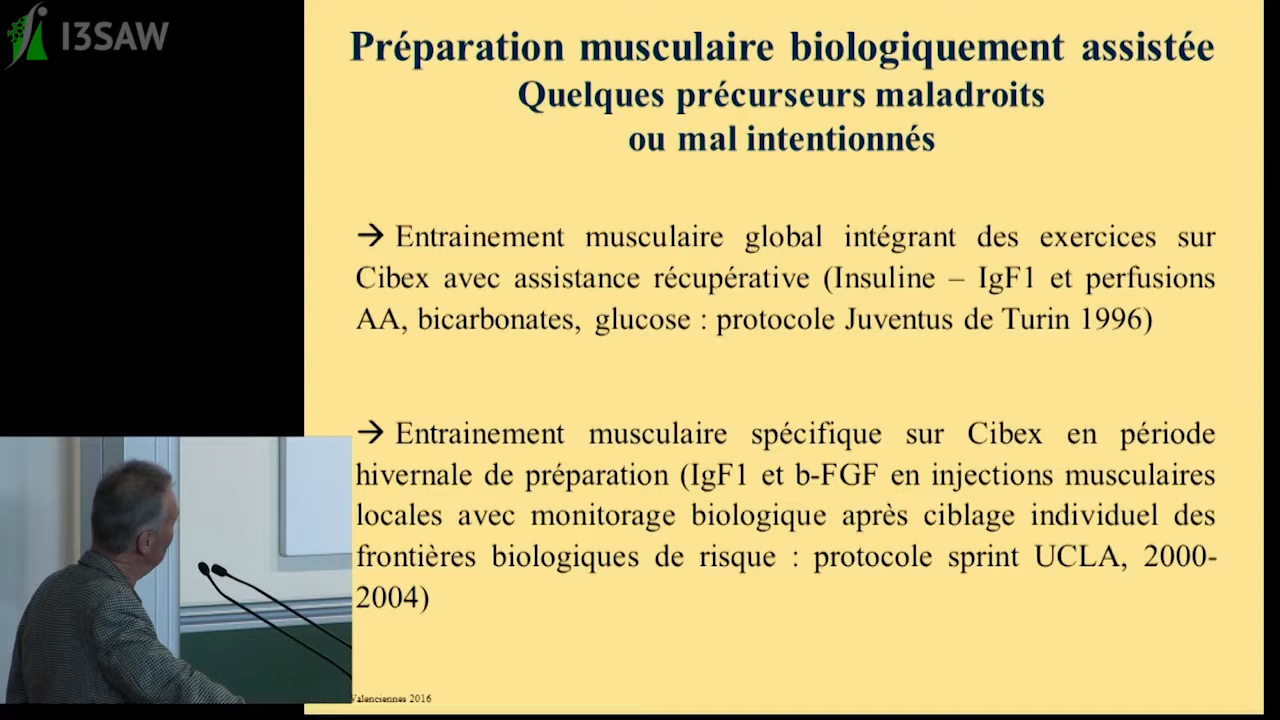 I3SAW
Préparation musculaire biologiquement assistée
Quelques précurseurs maladroits
ou mal intentionnés
→ Entrainement musculaire global intégrant des exercices sur
Cibex avec assistance récupérative (Insuline – IgF1 et perfusions
AA, bicarbonates, glucose : protocole Juventus de Turin 1996)
→ Entrainement musculaire spécifique sur Cibex en période
hivernale de préparation (IgF1 et b-FGF en injections musculaires
locales avec monitorage biologique après ciblage individuel des
frontières biologiques de risque : protocole sprint UCLA, 2000-
2004)
Valenciennes 2016